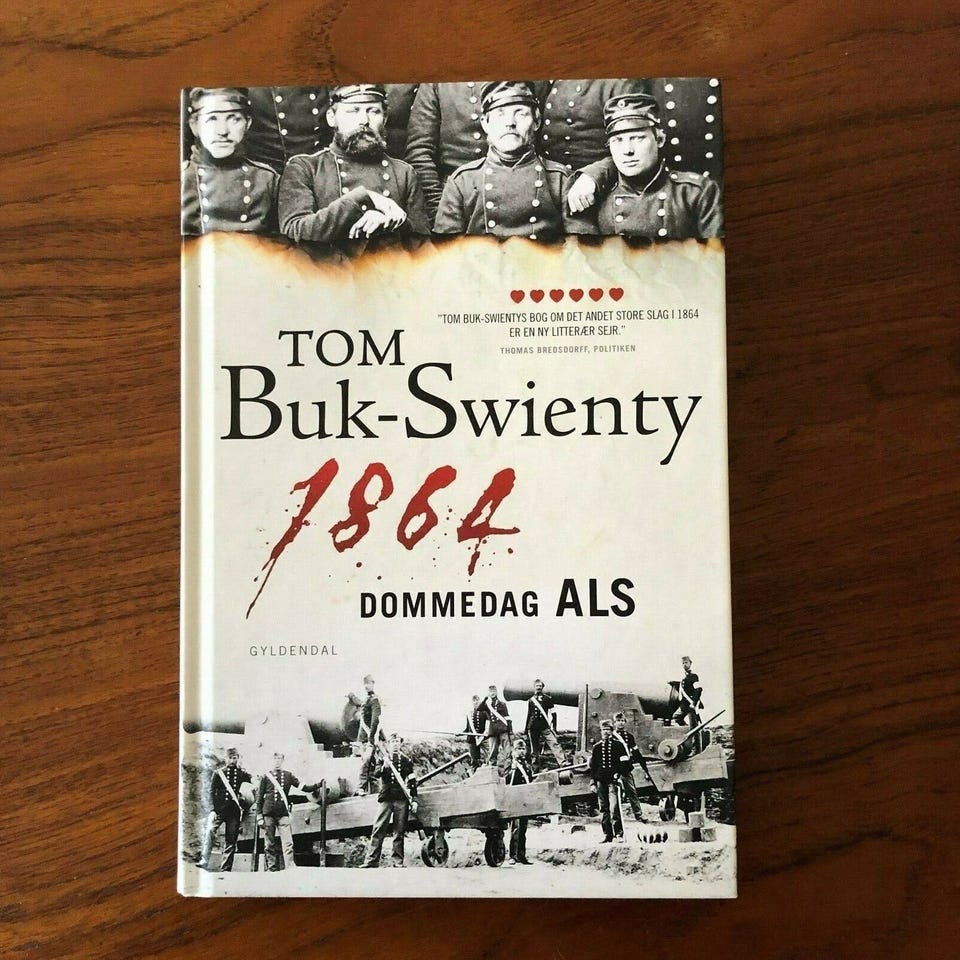 "TOM BUK-SWIENTYS BOG OM DET ANDET STORE SLAG I 1864
ER EN NY LITTERÆR SEJR."
THOMAS BREDSDORFF, POLITIKEN
TOM
BUK-SWIENTY
1864
DOMMEDAG ALS
GYLDENDAL